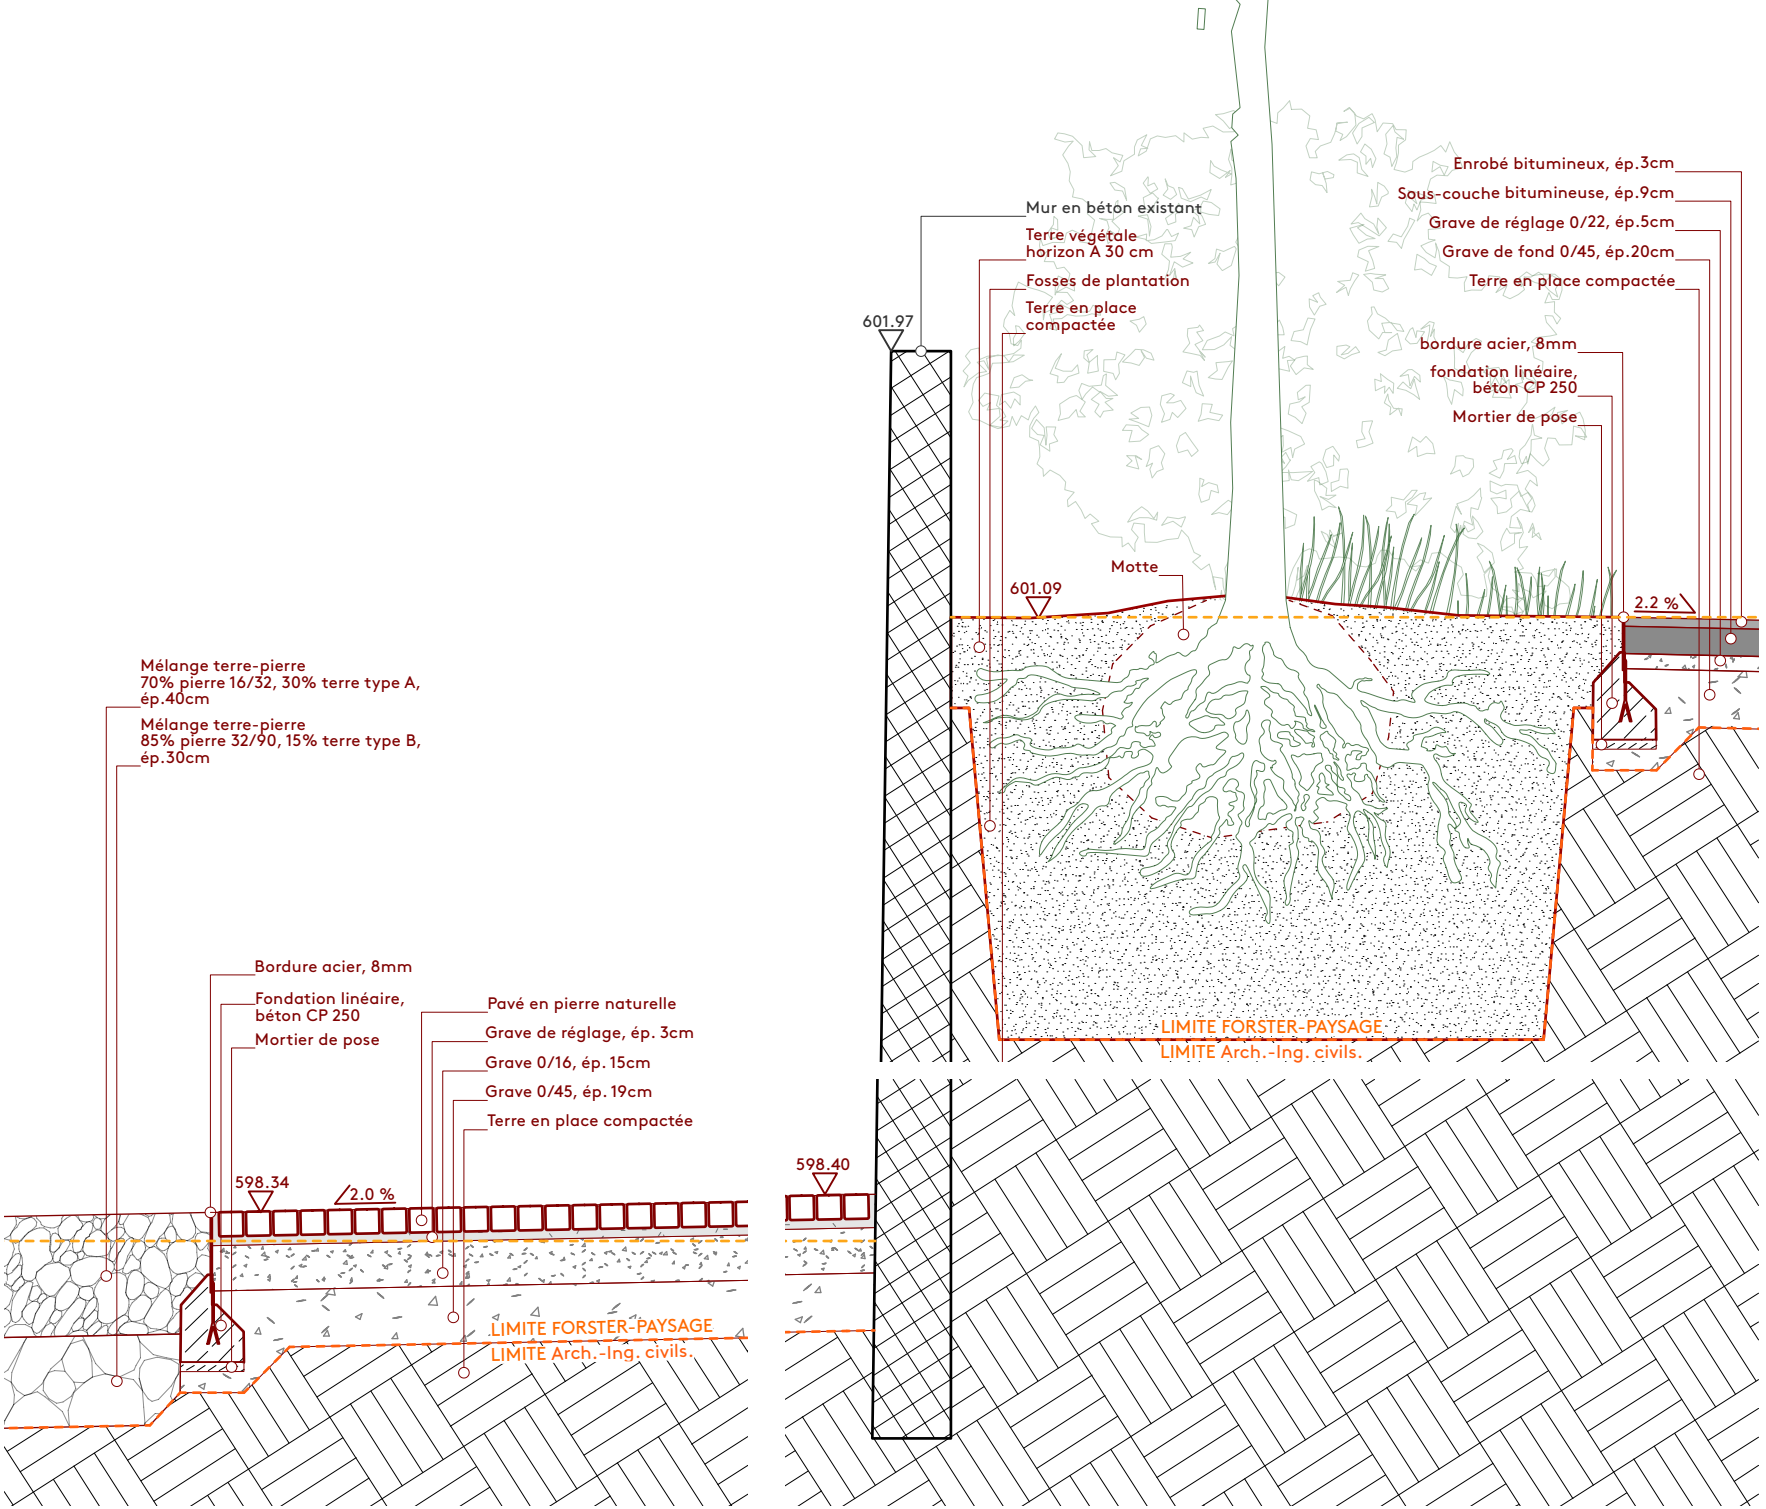 Enrobé bitumineux, ép.3cm
Sous-couche bitumineuse, ép.9cm
Grave de réglage 0/22, ép.5cm
Grave de fond 0/45, ép.20cm
Terre en place compactée
Mur en béton existant
Terre végétale
horizon A 30 cm
Fosses de plantation
Terre en place
compactée
601.97
bordure acier, 8mm
fondation linéaire,
béton CP 250
Mortier de pose
Motte
601.09
2.2 %
LIMITE FORSTER-PAYSAGE
LIMITE Arch.-Ing. civils.
Mélange terre-pierre
70% pierre 16/32, 30% terre type A,
ép.40cm
Mélange terre-pierre
85% pierre 32/90, 15% terre type B,
ép.30cm
Bordure acier, 8mm
Fondation linéaire,
béton CP 250
Mortier de pose
Pavé en pierre naturelle
Grave de réglage, ép. 3cm
Grave 0/16, ép. 15cm
Grave 0/45, ép. 19cm
Terre en place compactée
598.34
2.0 %
598.40
LIMITE FORSTER-PAYSAGE
LIMITE Arch.-Ing. civils.